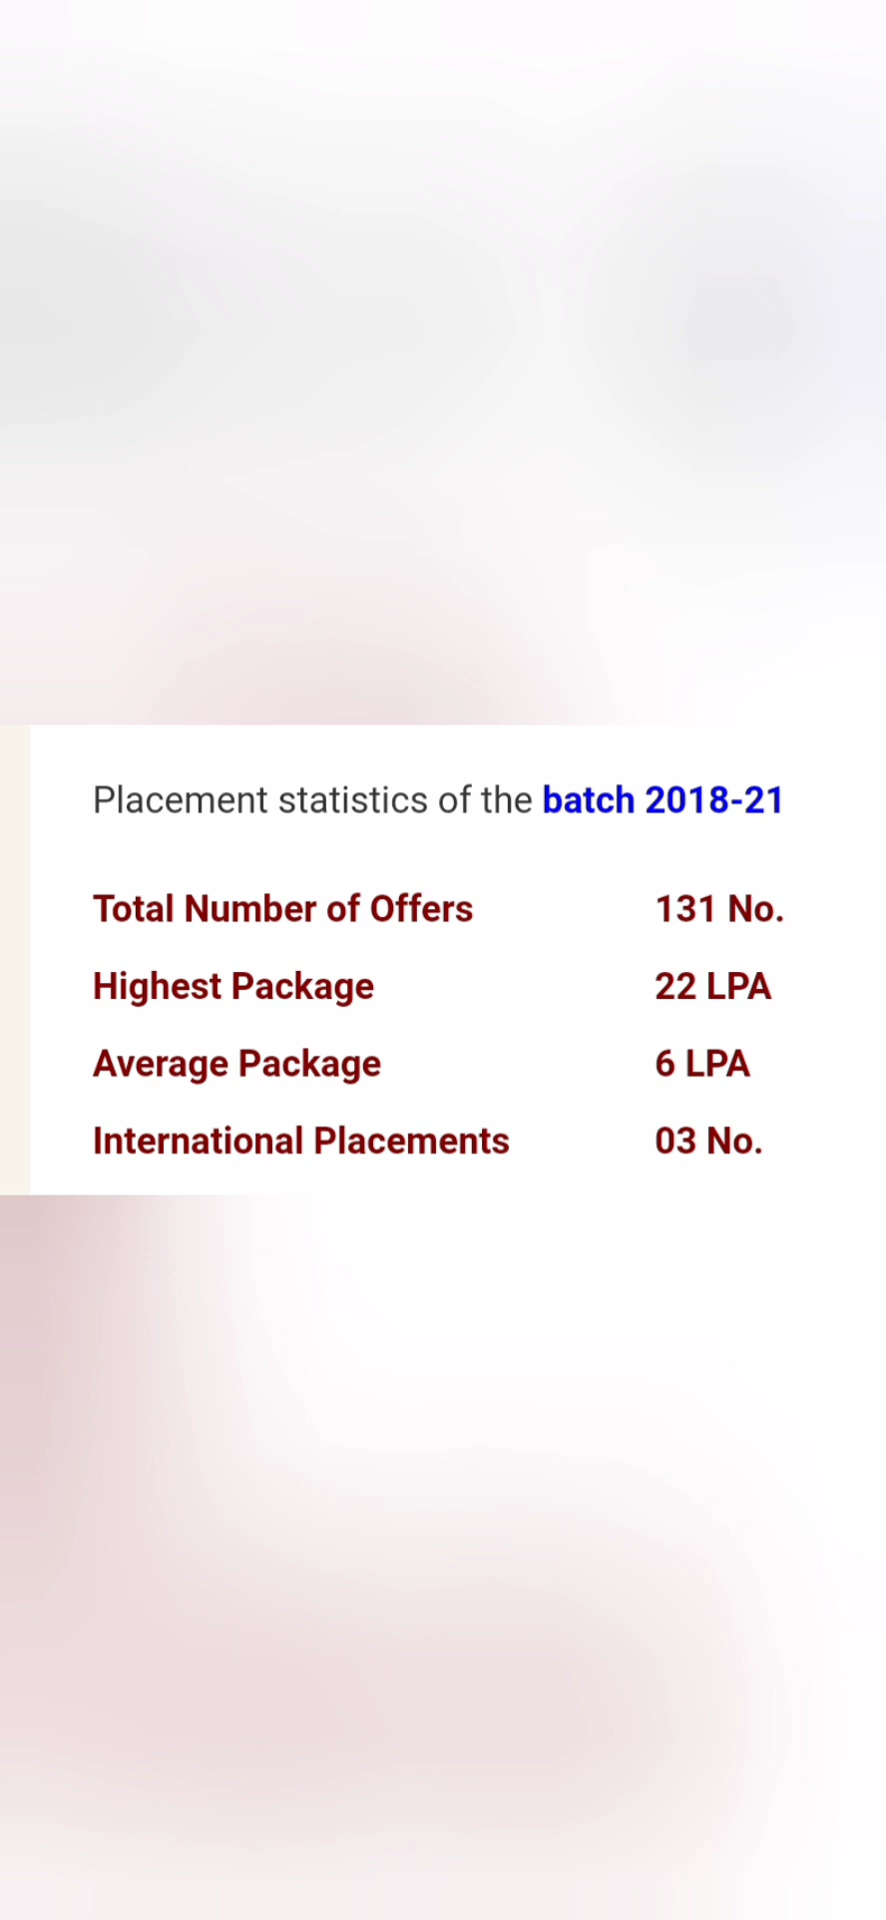 Placement statistics of the batch 2018-21
Total Number of Offers 131 No.
Highest Package 22 LPA
Average Package 6 LPA
International Placements 03 No.